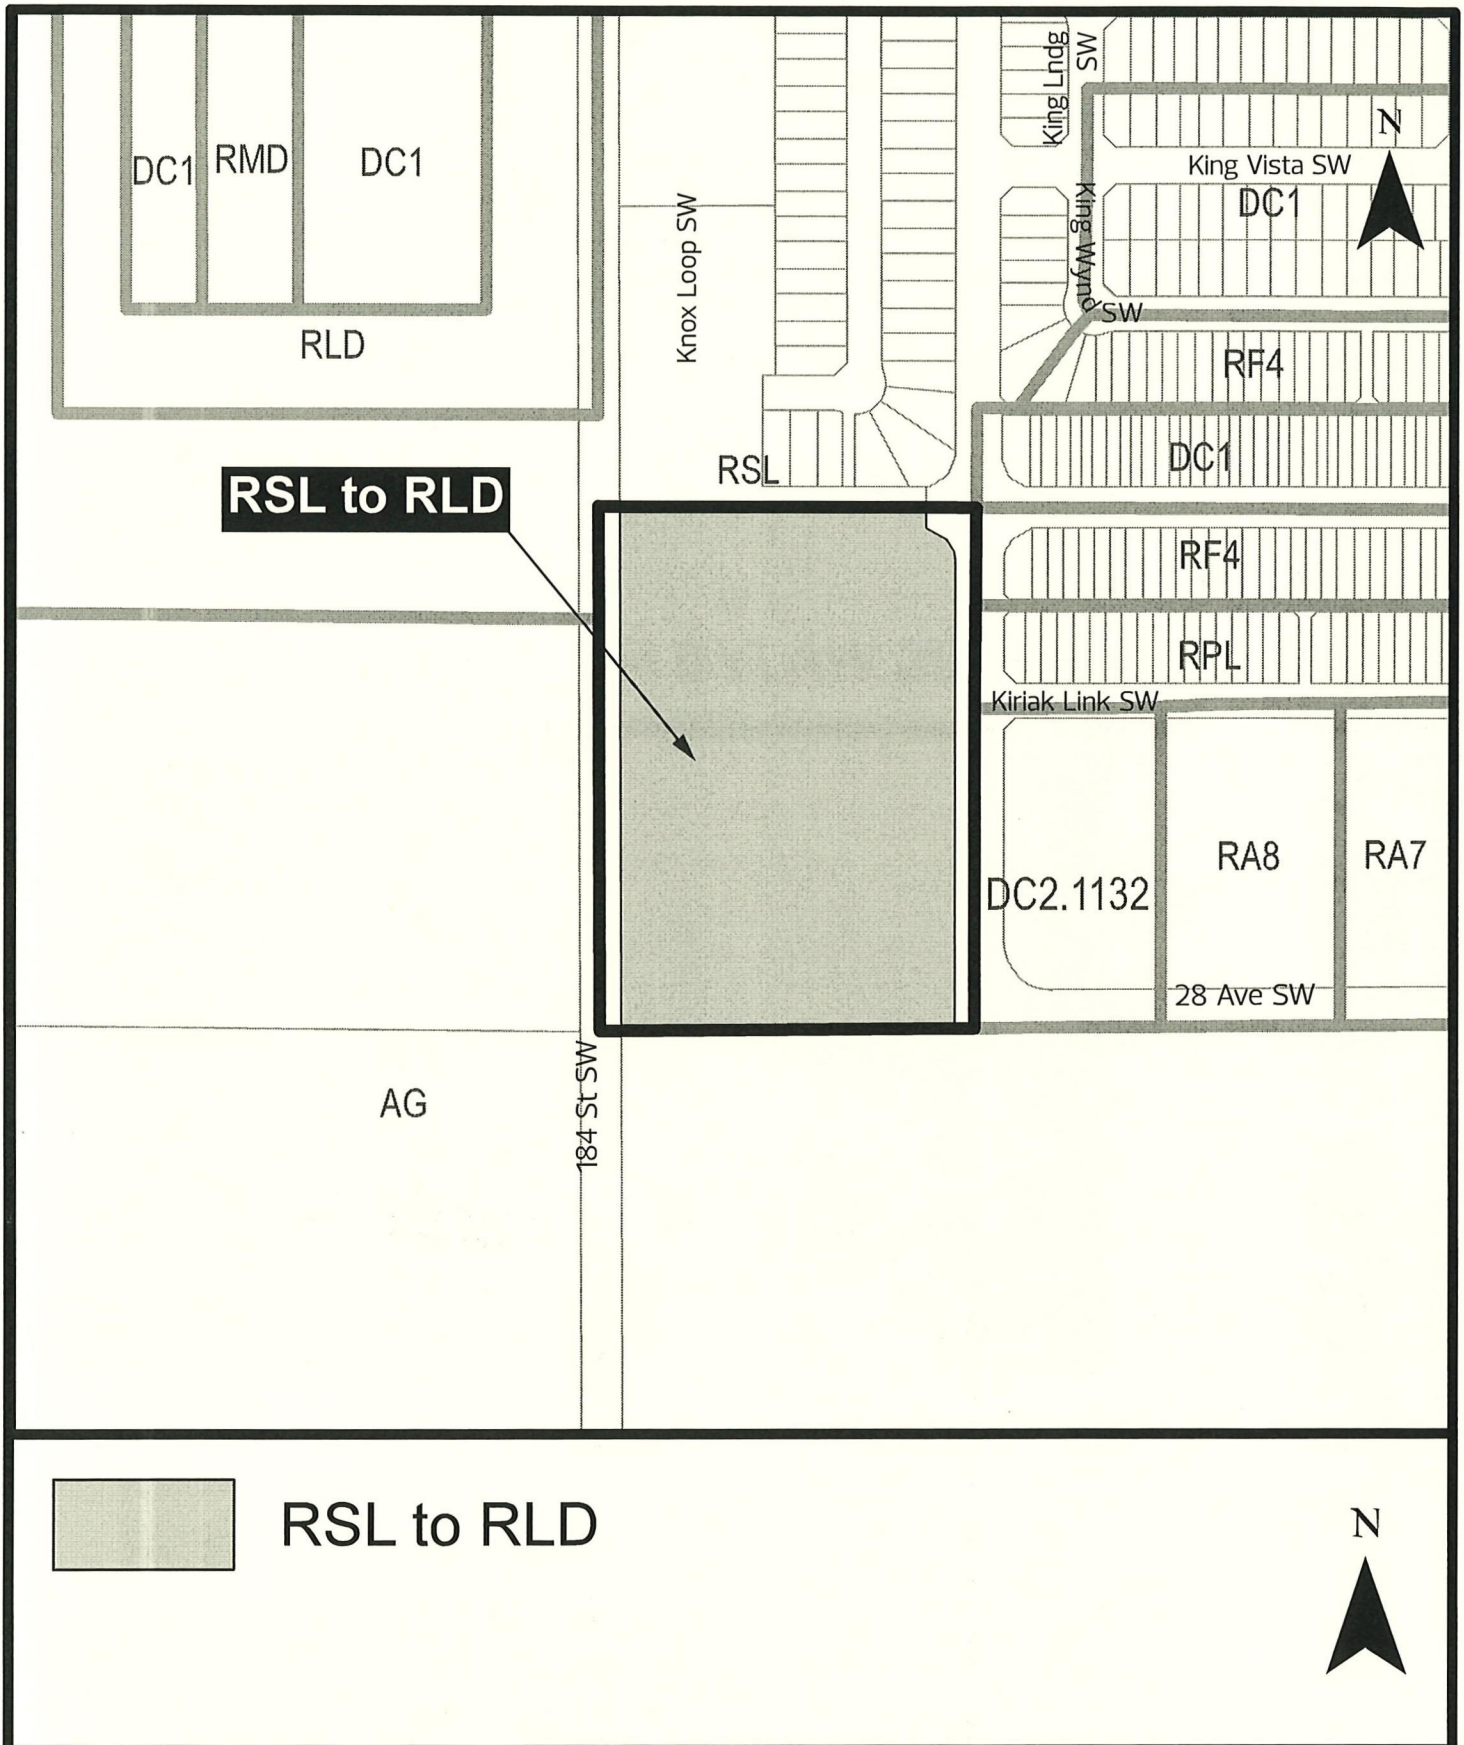 King Lndg
SW
N
DC1
RMD
DC1
King Vista SW
DC1
Knox Loop SW
King Wynd
SW
RLD
RF4
RSL
DC1
RSL to RLD
RF4
RPL
Kiriak Link SW
RA8
RA7
DC2.1132
28 Ave SW
184 St SW
AG
RSL to RLD
N